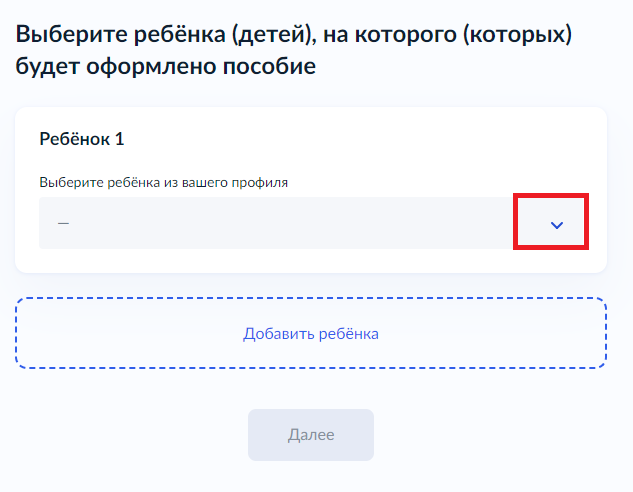 Выберите ребёнка (детей), на которого (которых)
будет оформлено пособие
Ребёнок 1
Выберите ребёнка из вашего профиля
—
Добавить ребёнка
Далее